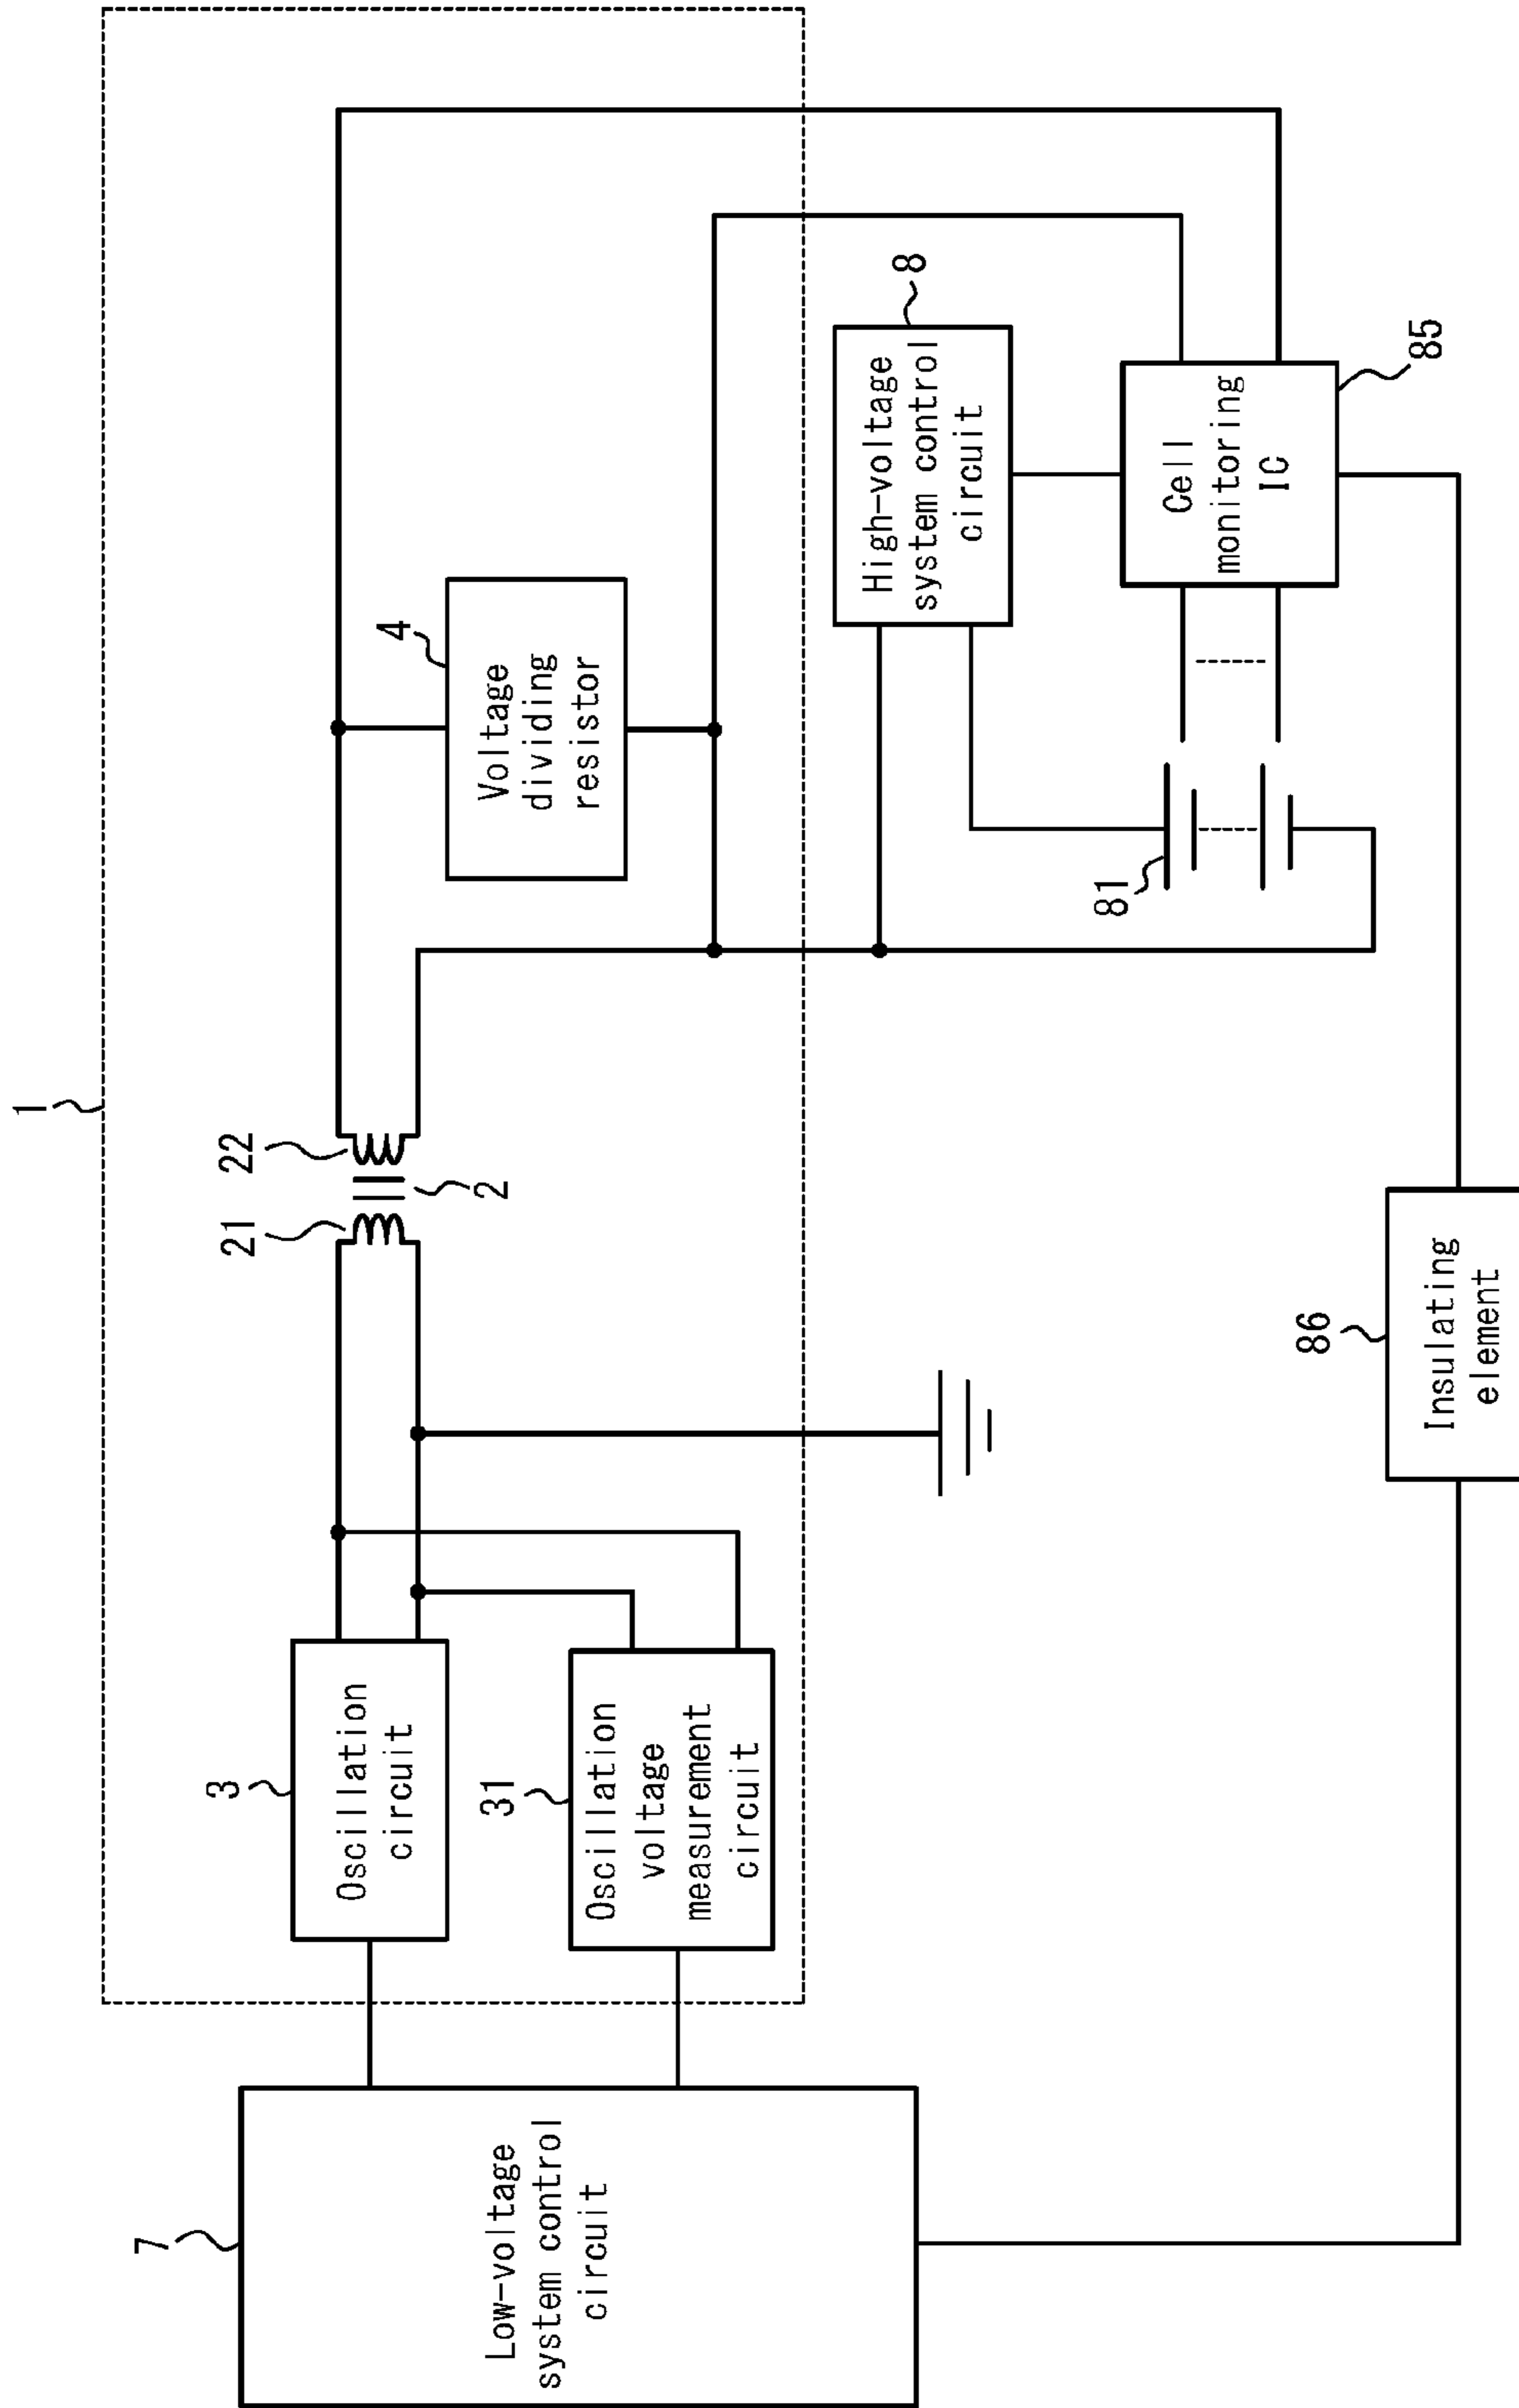 1
7
Low-voltage
system control
circuit
3
Oscillation
circuit
31
Oscillation
voltage
measurement
circuit
21
22
2
4
Voltage
dividing
resistor
8
High-voltage
system control
circuit
81
Cell
monitoring
IC
85
86
Insulating
element